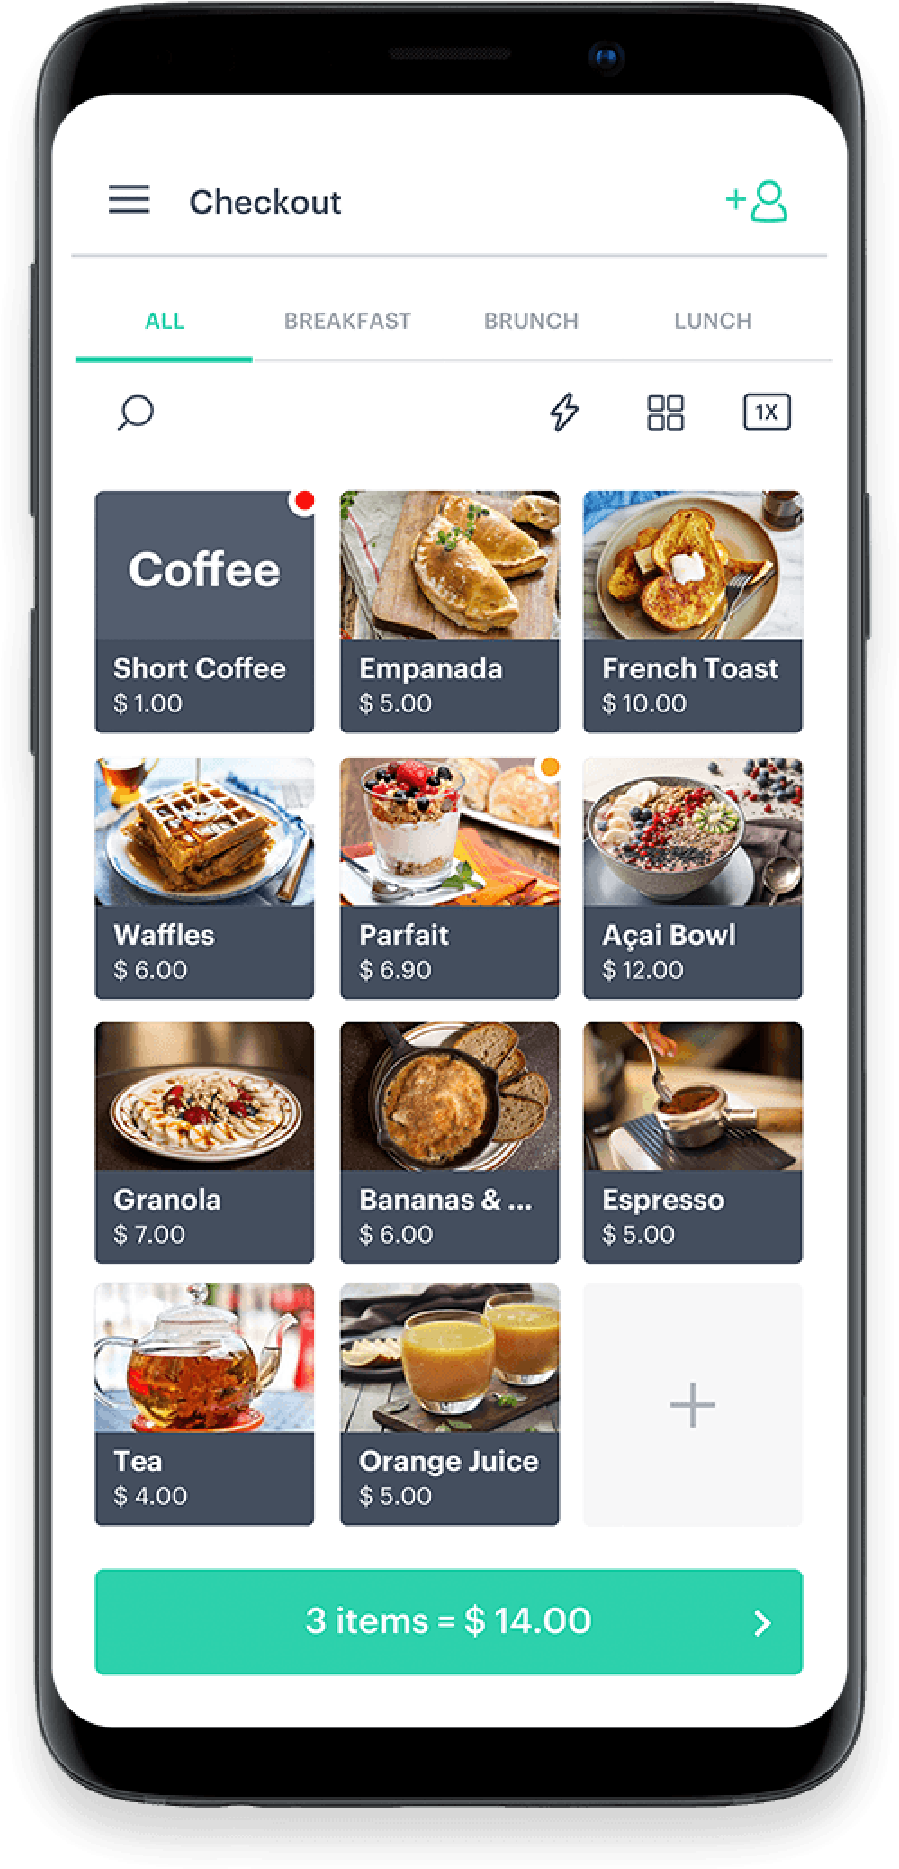 Checkout
ALL BREAKFAST BRUNCH LUNCH
1X
Coffee
Short Coffee
$ 1.00
Empanada
$ 5.00
French Toast
$ 10.00
Waffles
$ 6.00
Parfait
$ 6.90
Açai Bowl
$ 12.00
Granola
$ 7.00
Bananas & ...
$ 6.00
Espresso
$ 5.00
Tea
$ 4.00
Orange Juice
$ 5.00
3 items = $ 14.00